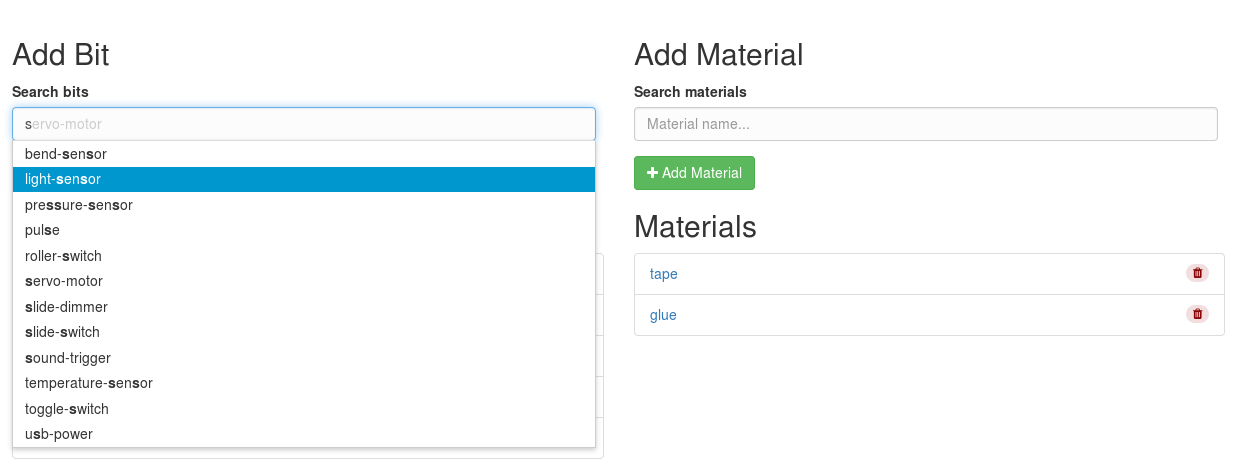 Add Bit
Search bits
servo-motor
bend-sensor
light-sensor
pressure-sensor
pulse
roller-switch
servo-motor
slide-dimmer
slide-switch
sound-trigger
temperature-sensor
toggle-switch
usb-power
Add Material
Search materials
Material name...
Add Material
Materials
tape
glue